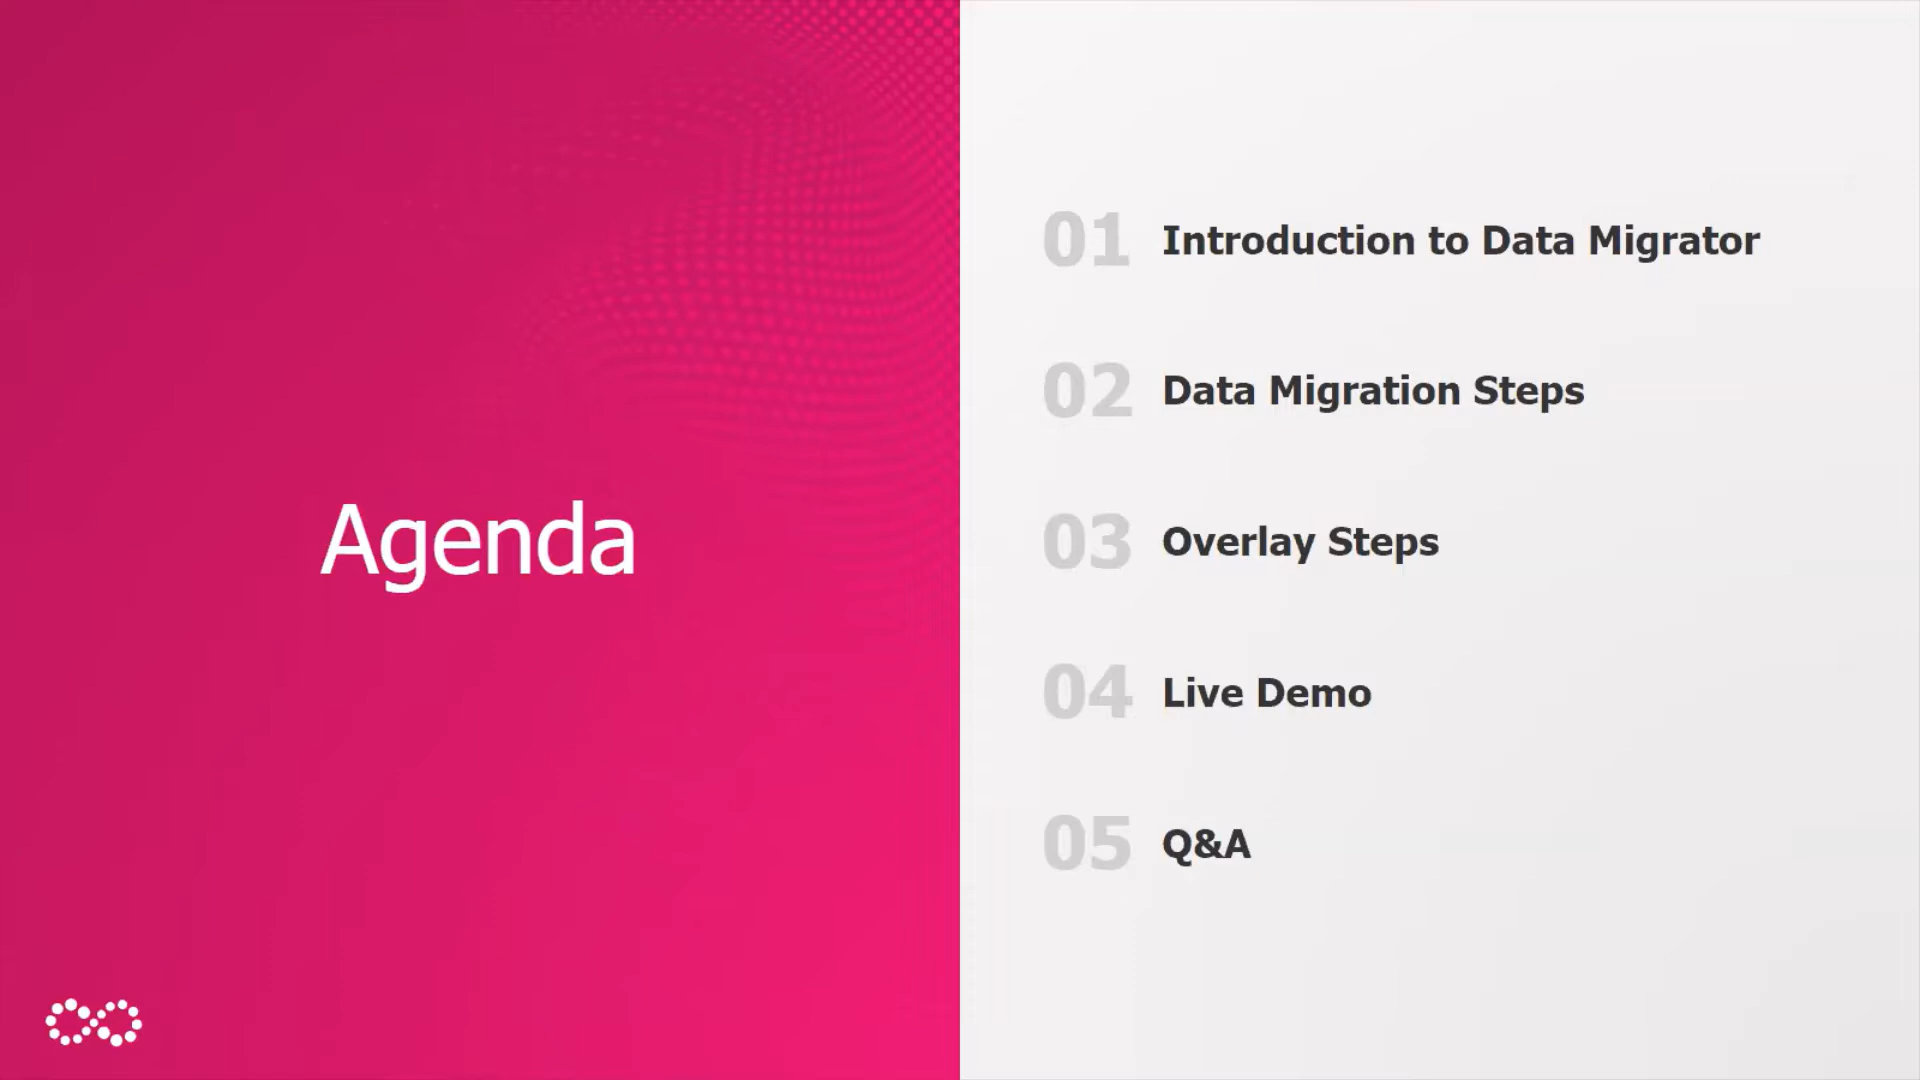 Agenda
01 Introduction to Data Migrator
02 Data Migration Steps
03 Overlay Steps
04 Live Demo
05 Q&A